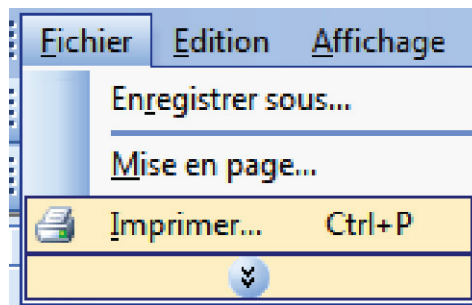 Fichier Edition Affichage
Enregistrer sous...
Mise en page...
Imprimer... Ctrl+P